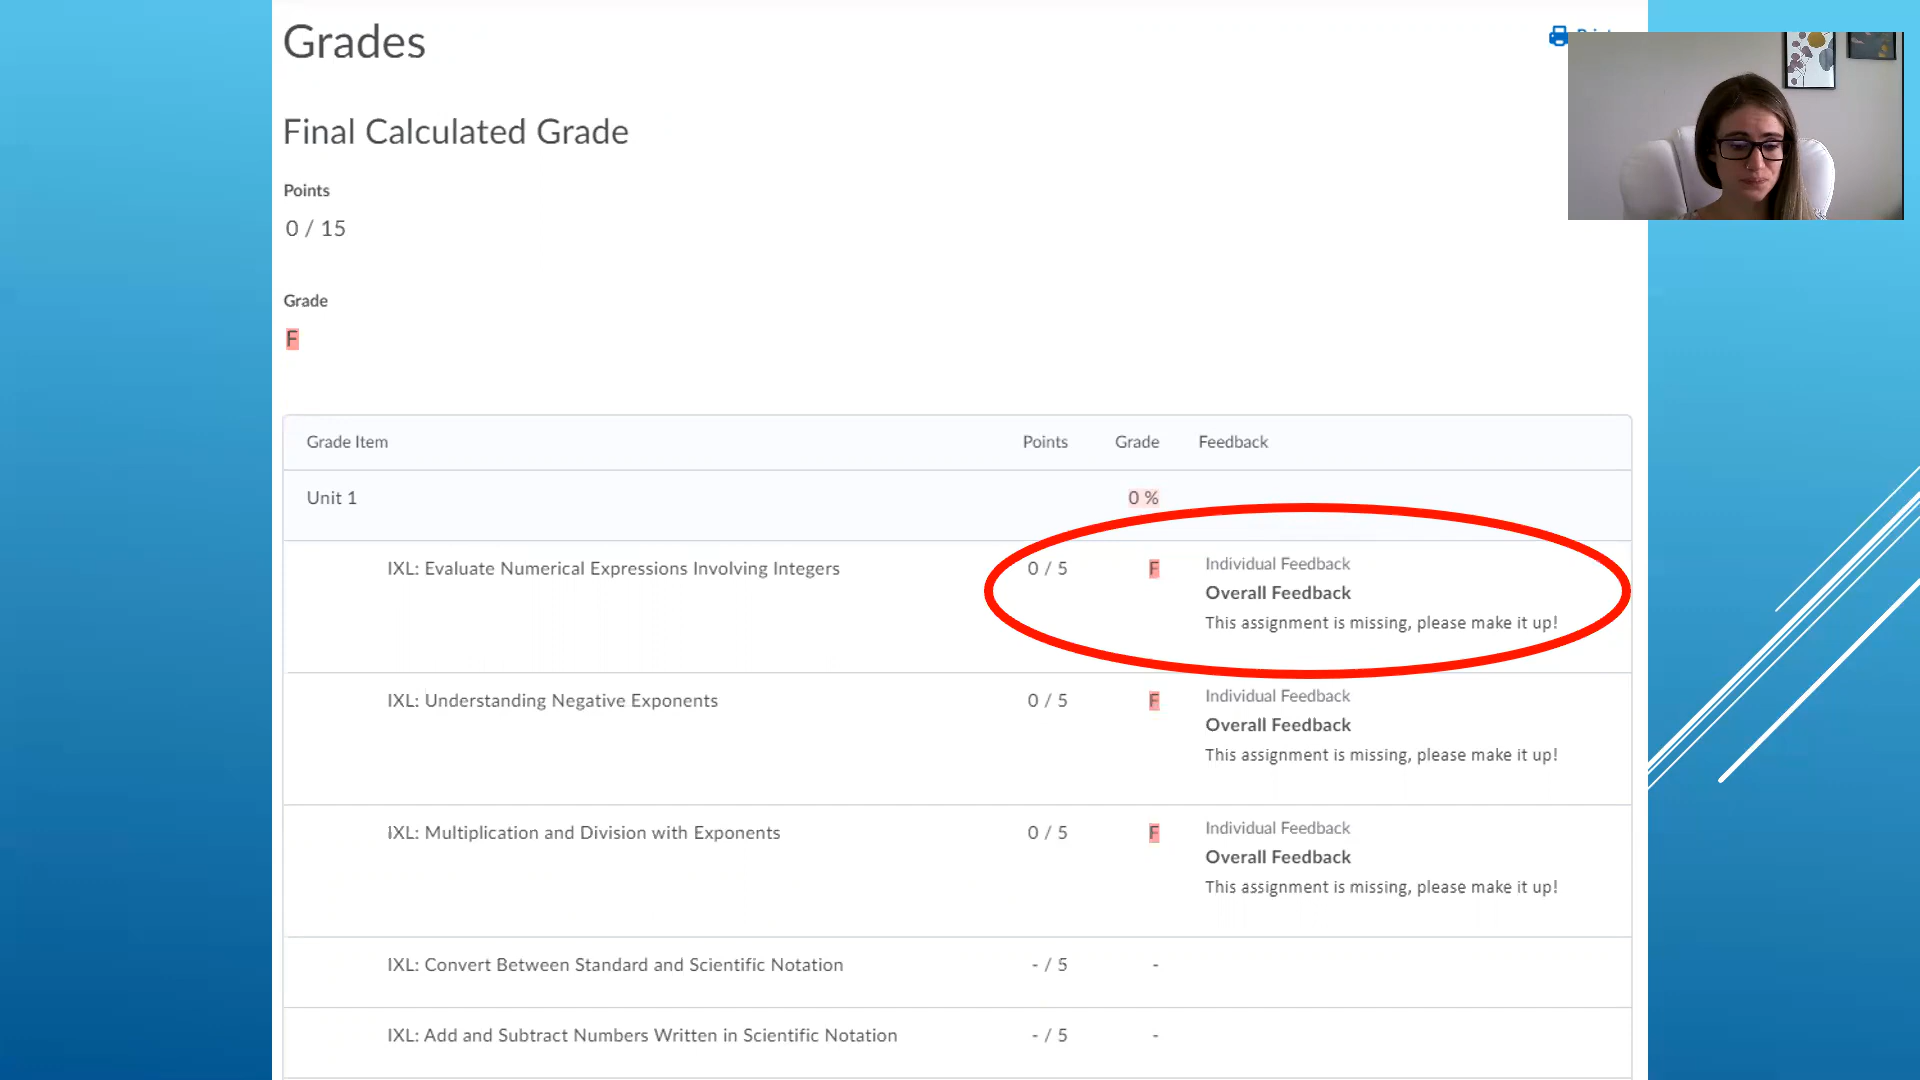 Grades
Final Calculated Grade
Points
0 / 15
Grade
F
Grade Item Points Grade Feedback
Unit 1 0 %
IXL: Evaluate Numerical Expressions Involving Integers 0 / 5 F Individual Feedback
Overall Feedback
This assignment is missing, please make it up!
IXL: Understanding Negative Exponents 0 / 5 F Individual Feedback
Overall Feedback
This assignment is missing, please make it up!
IXL: Multiplication and Division with Exponents 0 / 5 F Individual Feedback
Overall Feedback
This assignment is missing, please make it up!
IXL: Convert Between Standard and Scientific Notation - / 5 -
IXL: Add and Subtract Numbers Written in Scientific Notation - / 5 -